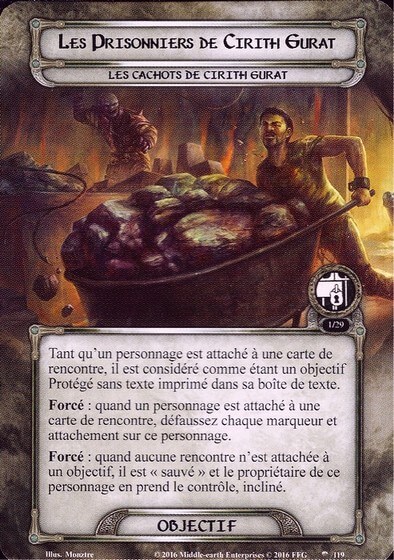 Les Prisonniers de Cirith Gurat
Les cachots de Cirith Gurat
1/29
Tant qu'un personnage est attaché à une carte de
rencontre, il est considéré comme étant un objectif
Protégé sans texte imprimé dans sa boîte de texte.
Forcé : quand un personnage est attaché à une
carte de rencontre, défaussez chaque marqueur et
attachement sur ce personnage.
Forcé : quand aucune rencontre n'est attachée à
un objectif, il est « sauvé » et le propriétaire de ce
personnage en prend le contrôle, incliné.
Objectif
Illus. Monztre © 2016 Middle-earth Enterprises © 2016 FFG 119